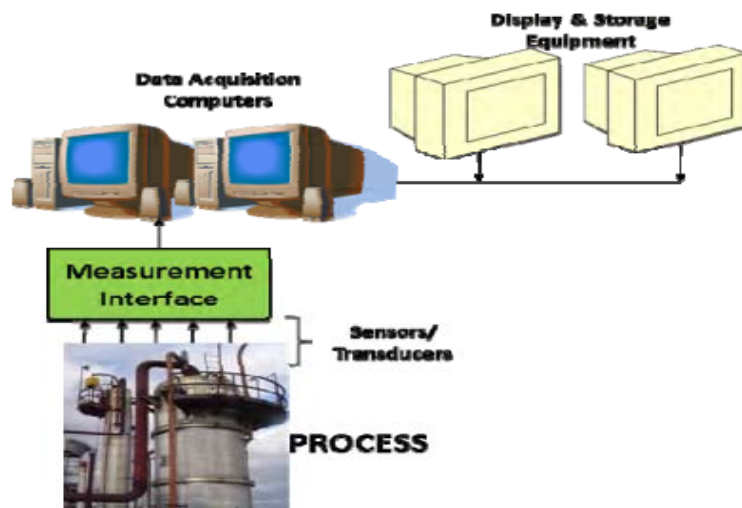 Display & Storage
Equipment
Data Acquisition
Computers
Measurement
Interface
Sensors/
Transducers
PROCESS